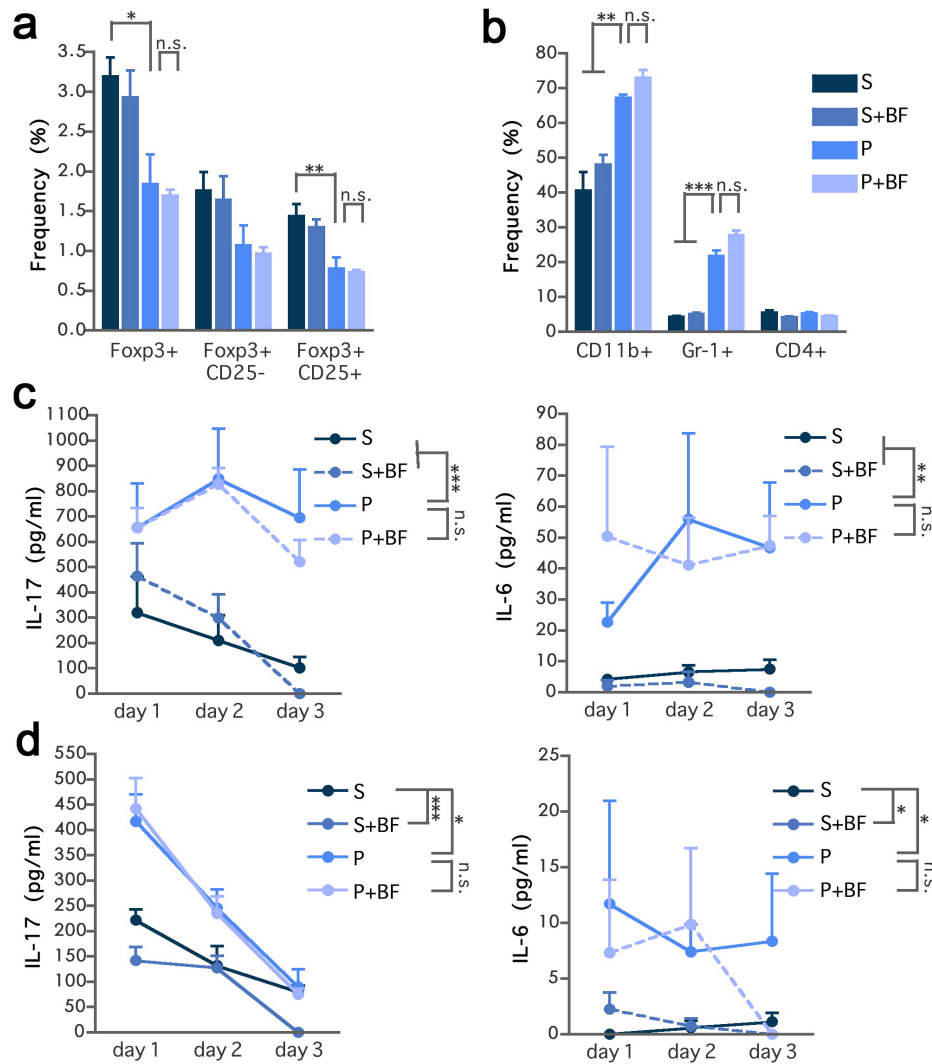 a
*
n.s.
**
n.s.
Frequency (%)
3.5
3.0
2.5
2.0
1.5
1.0
0.5
0.0
Foxp3+
Foxp3+
CD25-
Foxp3+
CD25+
b
**
n.s.
***
n.s.
Frequency (%)
80
70
60
50
40
30
20
10
0
CD11b+
Gr-1+
CD4+
S
S+BF
P
P+BF
c
IL-17 (pg/ml)
1100
1000
900
800
700
600
500
400
300
200
100
0
day 1
day 2
day 3
S
S+BF
P
P+BF
***
n.s.
IL-6 (pg/ml)
90
80
70
60
50
40
30
20
10
0
day 1
day 2
day 3
S
S+BF
P
P+BF
**
n.s.
d
IL-17 (pg/ml)
550
500
450
400
350
300
250
200
150
100
50
0
day 1
day 2
day 3
S
S+BF
P
P+BF
***
*
n.s
IL-6 (pg/ml)
25
20
15
10
5
0
day 1
day 2
day 3
S
S+BF
P
P+BF
*
*
n.s.